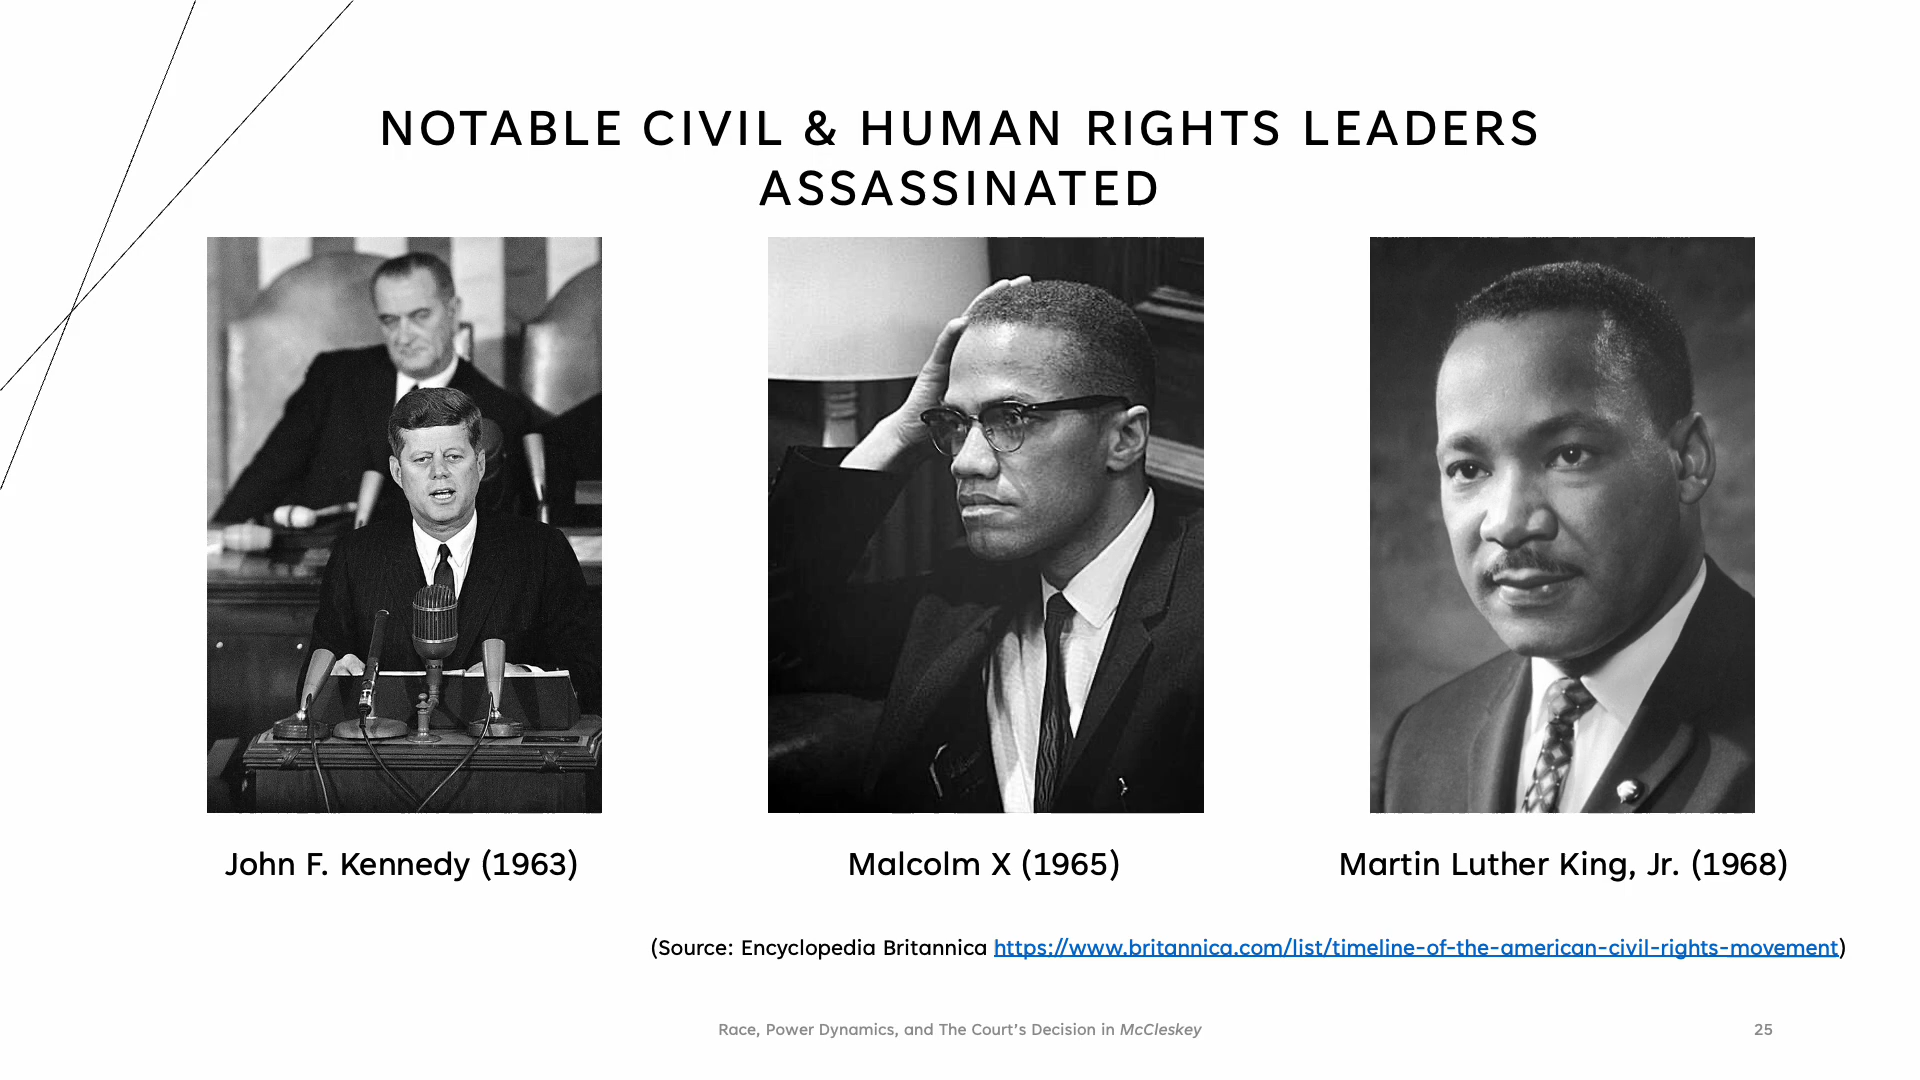 NOTABLE CIVIL & HUMAN RIGHTS LEADERS
ASSASSINATED
John F. Kennedy (1963)
Malcolm X (1965)
Martin Luther King, Jr. (1968)
(Source: Encyclopedia Britannica https://www.britannica.com/list/timeline-of-the-american-civil-rights-movement)
Race, Power Dynamics, and The Court's Decision in McCleskey
25